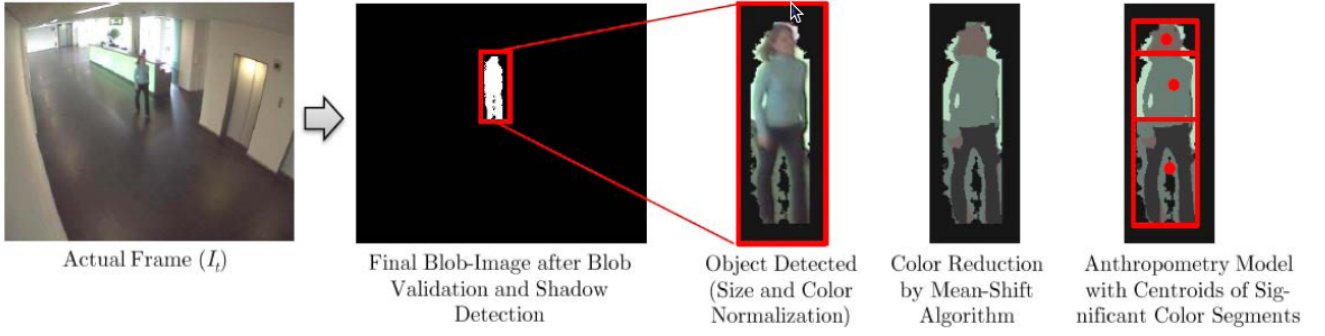 Actual Frame (I_t)
Final Blob-Image after Blob
Validation and Shadow
Detection
Object Detected
(Size and Color
Normalization)
Color Reduction
by Mean-Shift
Algorithm
Anthropometry Model
with Centroids of Sig-
nificant Color Segments